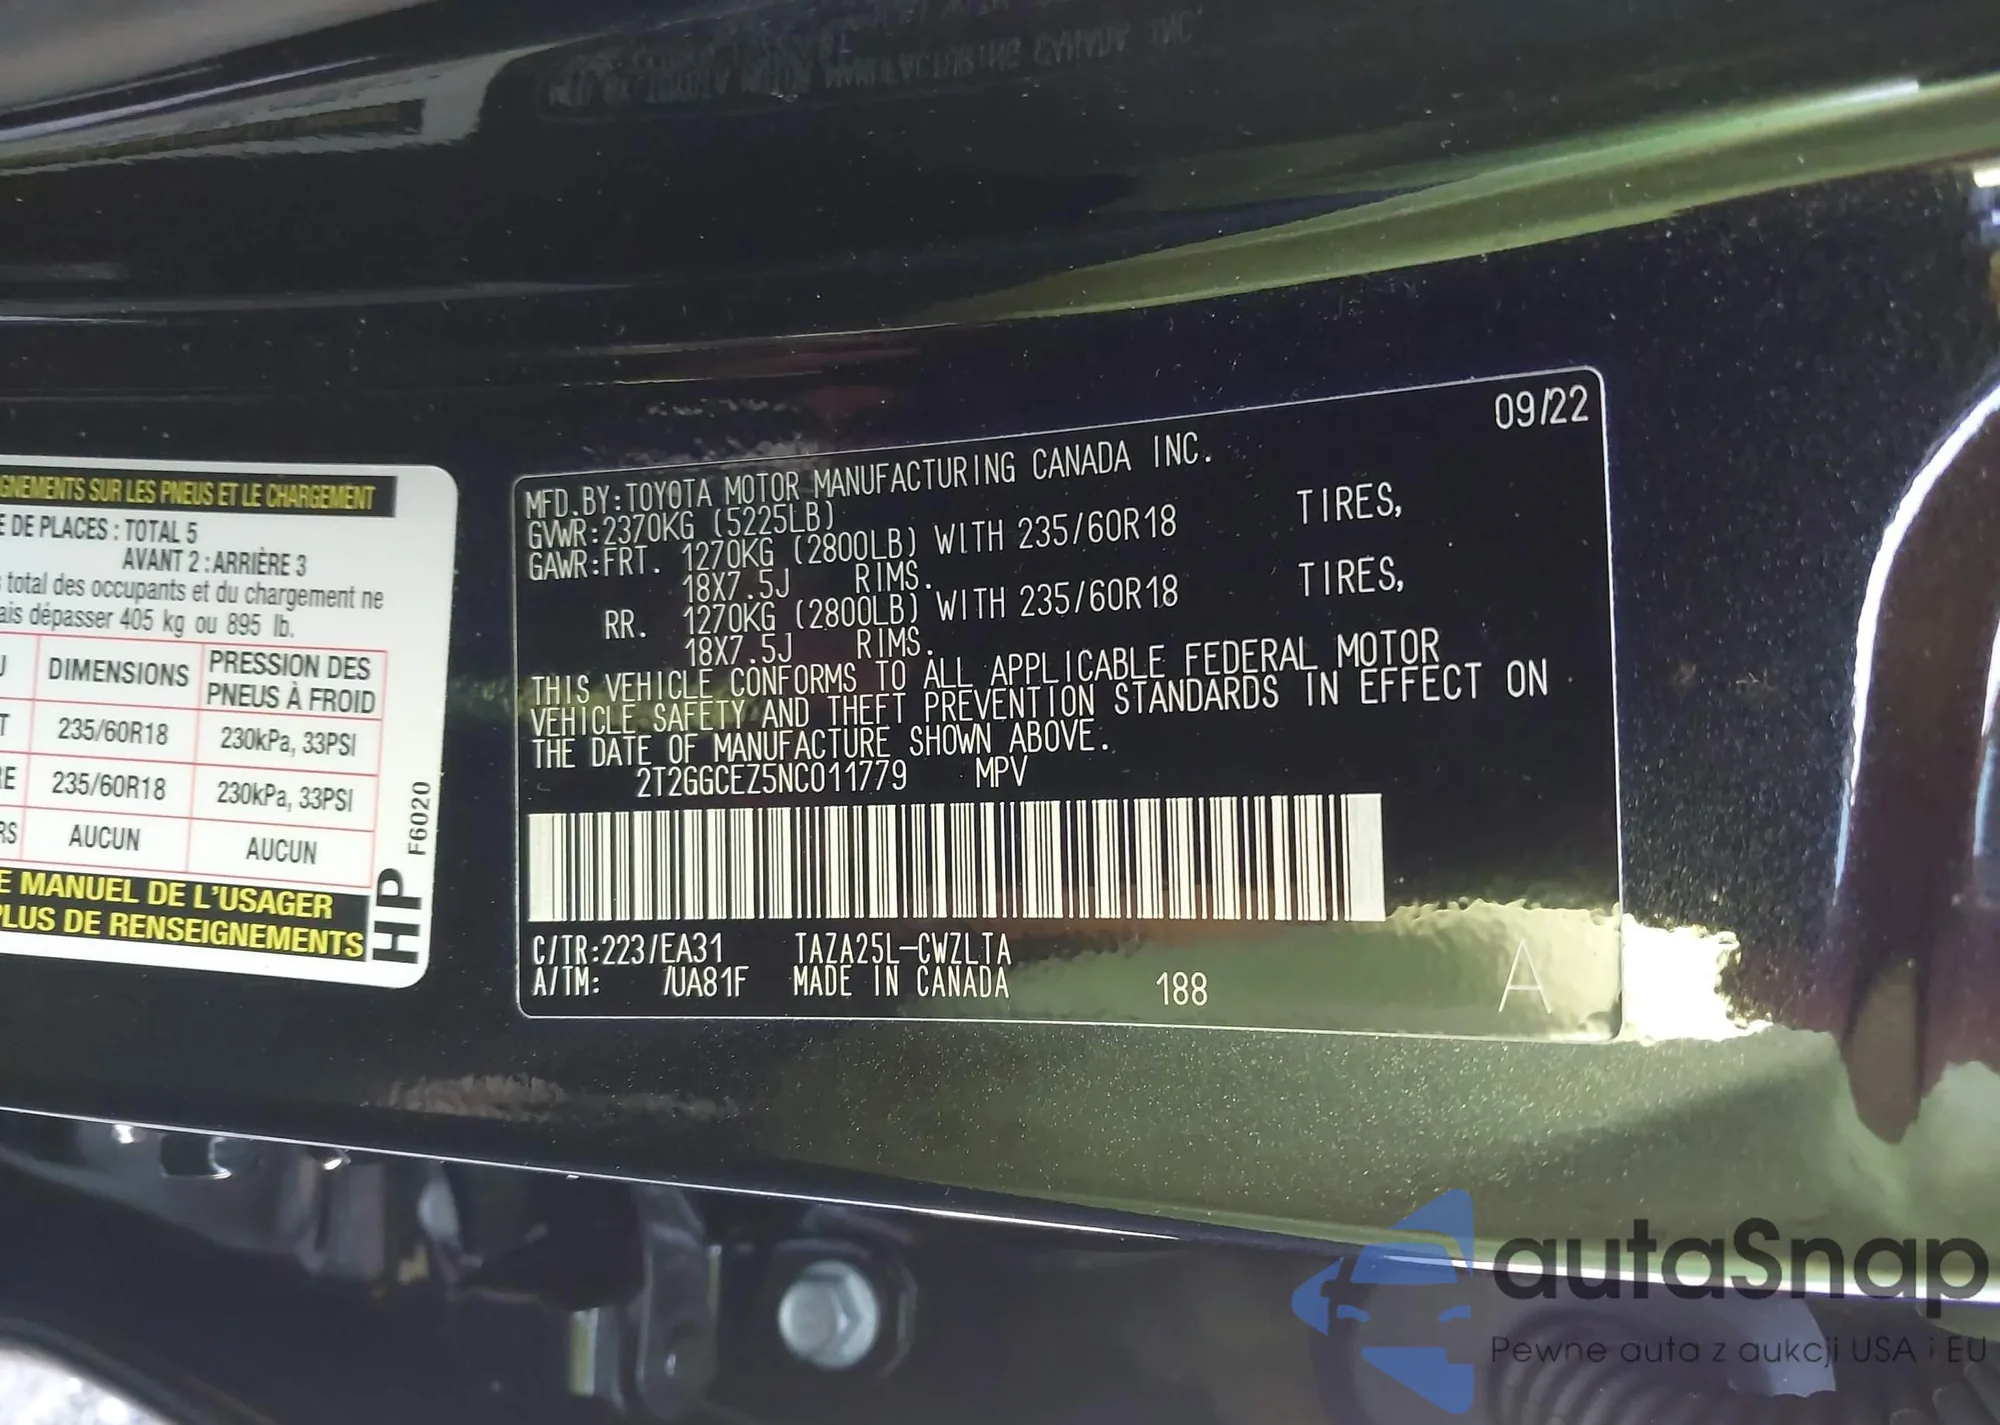 GNEMENTS SUR LES PNEUS ET LE CHARGEMENT
E DE PLACES : TOTAL 5
AVANT 2 : ARRIÈRE 3
total des occupants et du chargement ne
ais dépasser 405 kg ou 895 lb.
U DIMENSIONS PRESSION DES PNEUS À FROID
T 235/60R18 230kPa, 33PSI
RE 235/60R18 230kPa, 33PSI
RS AUCUN AUCUN
E MANUEL DE L'USAGER
PLUS DE RENSEIGNEMENTS
HP
F6020
09/22
MFD.BY:TOYOTA MOTOR MANUFACTURING CANADA INC.
GVWR:2370KG (5225LB)
GAWR:FRT. 1270KG (2800LB) WITH 235/60R18 TIRES,
18X7.5J RIMS.
RR. 1270KG (2800LB) WITH 235/60R18 TIRES,
18X7.5J RIMS.
THIS VEHICLE CONFORMS TO ALL APPLICABLE FEDERAL MOTOR
VEHICLE SAFETY AND THEFT PREVENTION STANDARDS IN EFFECT ON
THE DATE OF MANUFACTURE SHOWN ABOVE.
2T2GGCEZ5NC011779 MPV
C/TR:223/EA31 TAZA25L-CWZLTA
A/TM: /UA81F MADE IN CANADA 188 A
autaSnap
Pewne auta z aukcji USA i EU